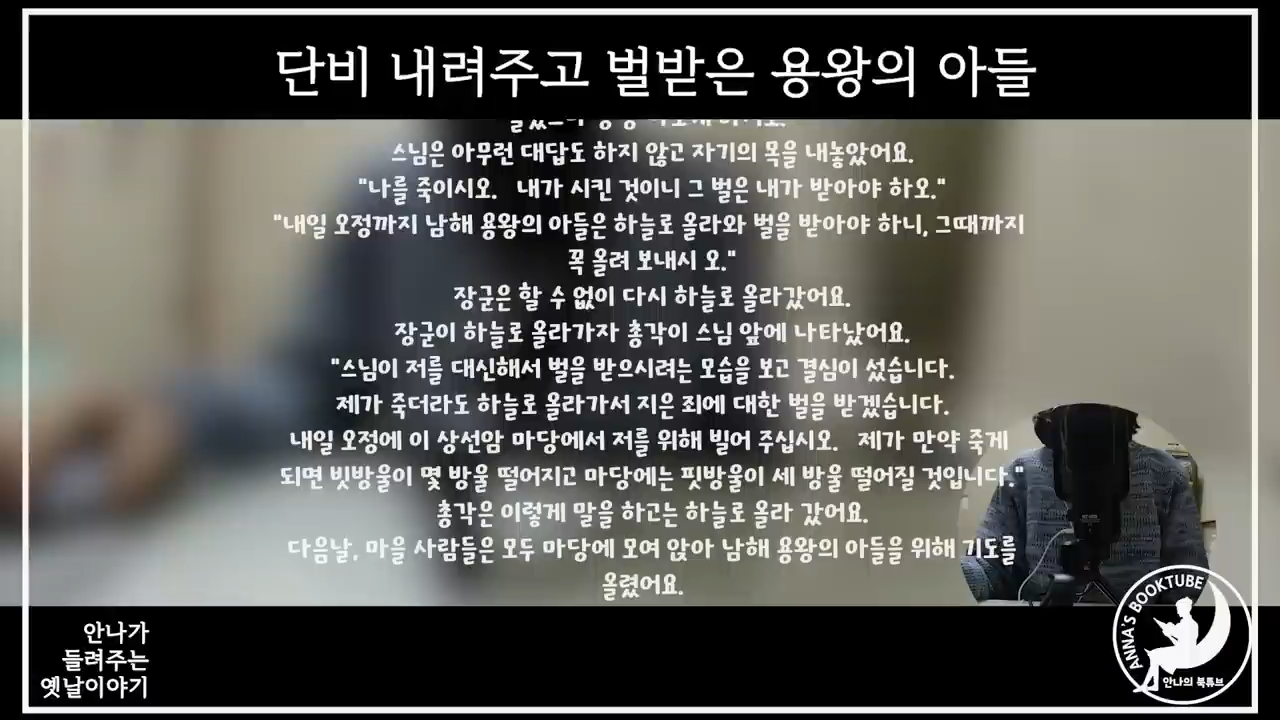 단비 내려주고 벌받은 용왕의 아들
스님은 아무런 대답도 하지 않고 자기의 목을 내놓았어요.
"나를 죽이시오. 내가 시킨 것이니 그 벌은 내가 받아야 하오."
"내일 오정까지 남해 용왕의 아들은 하늘로 올라와 벌을 받아야 하니, 그때까지
꼭 올려 보내시 오."
장군은 할 수 없이 다시 하늘로 올라갔어요.
장군이 하늘로 올라가자 총각이 스님 앞에 나타났어요.
"스님이 저를 대신해서 벌을 받으시려는 모습을 보고 결심이 섰습니다.
제가 죽더라도 하늘로 올라가서 지은 죄에 대한 벌을 받겠습니다.
내일 오정에 이 상선암 마당에서 저를 위해 빌어 주십시오. 제가 만약 죽게
되면 빗방울이 몇 방울 떨어지고 마당에는 핏방울이 세 방울 떨어질 것입니다."
총각은 이렇게 말을 하고는 하늘로 올라 갔어요.
다음날, 마을 사람들은 모두 마당에 모여 앉아 남해 용왕의 아들을 위해 기도를
올렸어요.
안나가
들려주는
옛날이야기
ANNA'S BOOKTUBE
안나의 북튜브